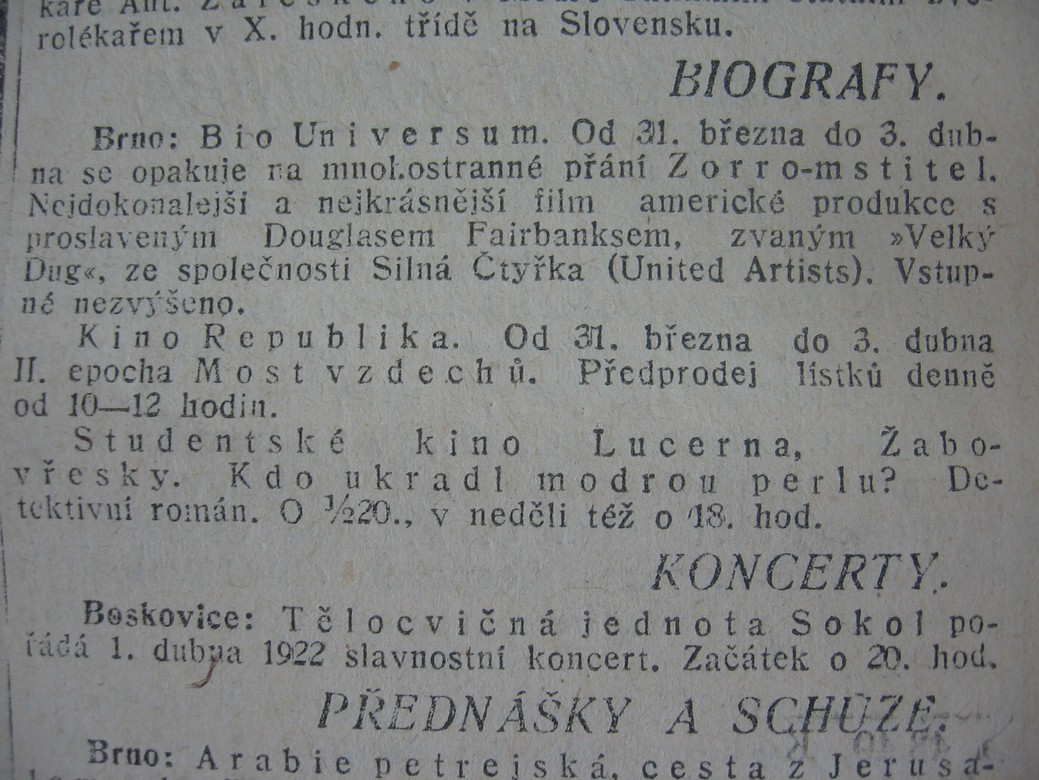 rolékařem v X. hodn. třídě na Slovensku.
BIOGRAFY.
Brno: Bio Universum. Od 31. března do 3. dub-
na se opakuje na mnohostranné přání Zorro-mstitel.
Nejdokonalejší a nejkrásnější film americké produkce s
proslaveným Douglasem Fairbanksem, zvaným »Velký
Dug«, ze společnosti Silná Čtyřka (United Artists). Vstup-
né nezvýšeno.
Kino Republika. Od 31. března do 3. dubna
II. epocha Most vzdechů. Předprodej lístků denně
od 10—12 hodin.
Studentské kino Lucerna, Žabo-
vřesky. Kdo ukradl modrou perlu? De-
tektivní román. O ½20., v neděli též o 18. hod.
KONCERTY.
Boskovice: Tělocvičná jednota Sokol po-
řádá 1. dubna 1922 slavnostní koncert. Začátek o 20. hod.
PŘEDNÁŠKY A SCHŮZE.
Brno: Arabie petrejská, cesta z Jerusa-